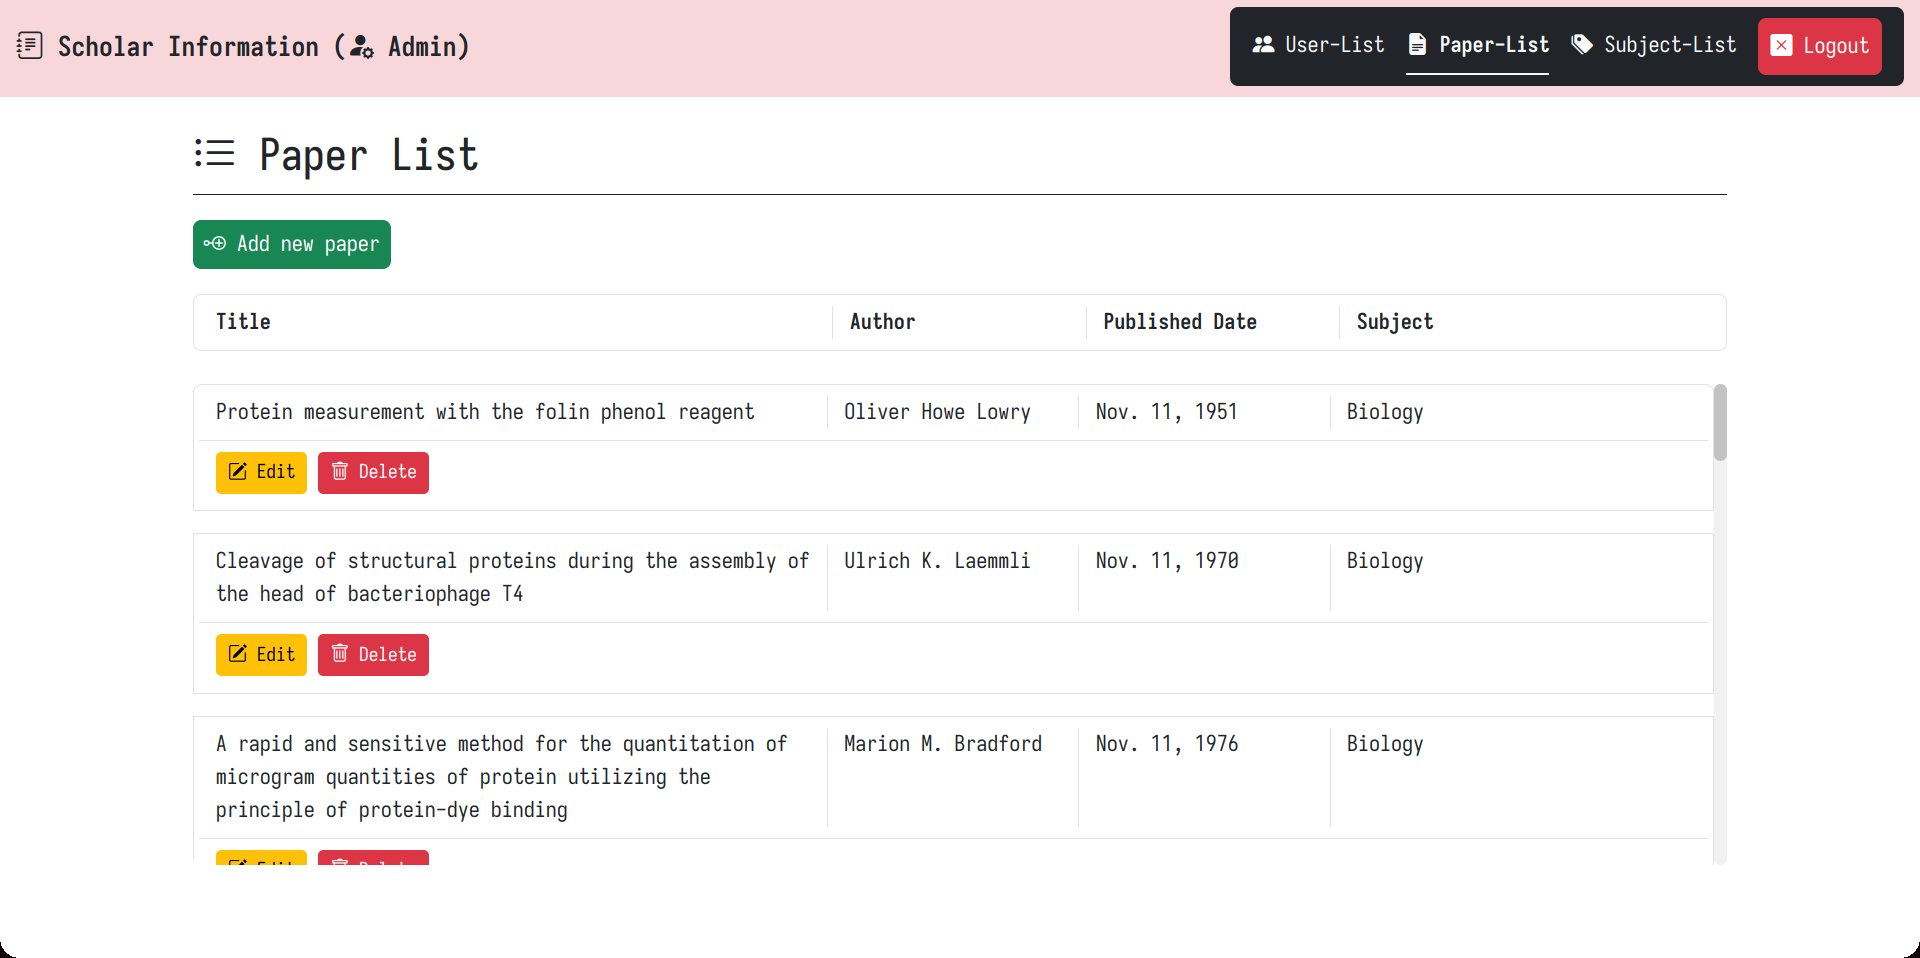 Scholar Information ( Admin)
User-List Paper-List Subject-List Logout
Paper List
Add new paper
Title Author Published Date Subject
Protein measurement with the folin phenol reagent Oliver Howe Lowry Nov. 11, 1951 Biology
Edit Delete
Cleavage of structural proteins during the assembly of Ulrich K. Laemmli Nov. 11, 1970 Biology
the head of bacteriophage T4
Edit Delete
A rapid and sensitive method for the quantitation of Marion M. Bradford Nov. 11, 1976 Biology
microgram quantities of protein utilizing the
principle of protein-dye binding
Edit Delete